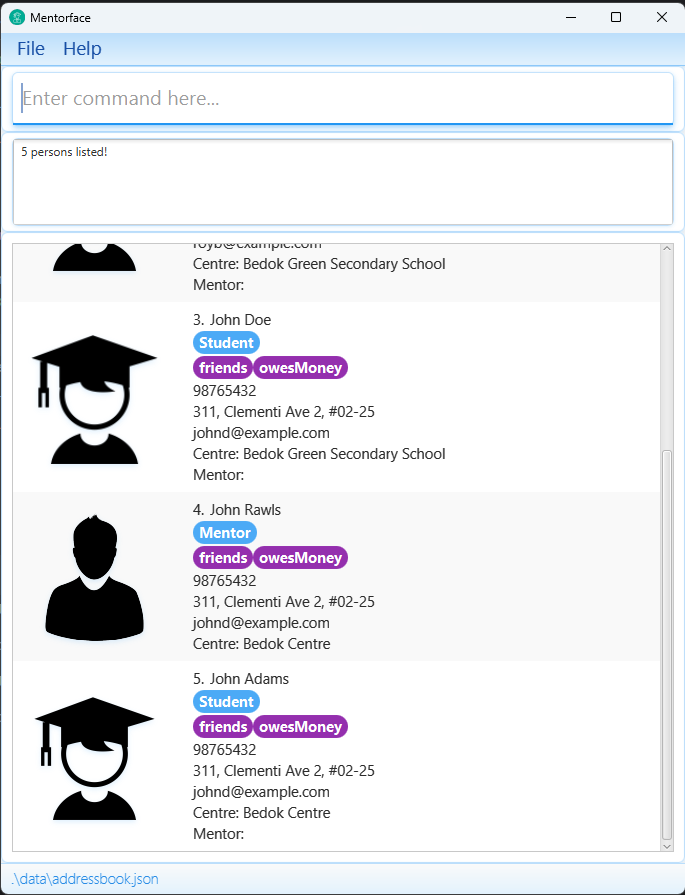 Mentorface
File Help
Enter command here...
5 persons listed!
royb@example.com
Centre: Bedok Green Secondary School
Mentor:
3. John Doe
Student
friends owesMoney
98765432
311, Clementi Ave 2, #02-25
johnd@example.com
Centre: Bedok Green Secondary School
Mentor:
4. John Rawls
Mentor
friends owesMoney
98765432
311, Clementi Ave 2, #02-25
johnd@example.com
Centre: Bedok Centre
5. John Adams
Student
friends owesMoney
98765432
311, Clementi Ave 2, #02-25
johnd@example.com
Centre: Bedok Centre
Mentor:
.\data\addressbook.json